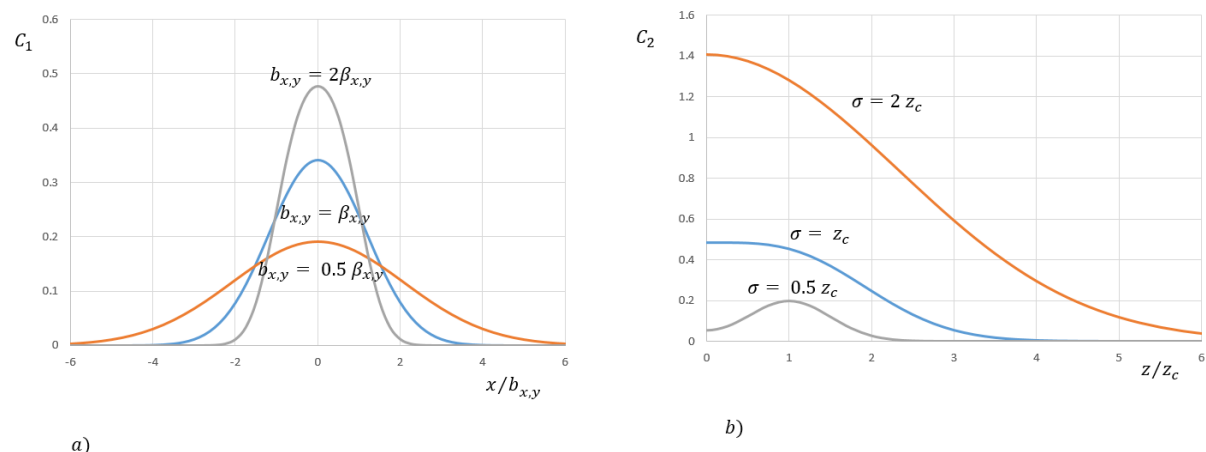 0.6
C₁
0.5
b_{x,y} = 2β_{x,y}
0.4
0.3
b_{x,y} = β_{x,y}
0.2
b_{x,y} = 0.5 β_{x,y}
0.1
0
-6 -4 -2 0 2 4 6
x/b_{x,y}
a)
1.6
C₂
1.4
1.2
σ = 2 z_c
1
0.8
0.6
σ = z_c
0.4
σ = 0.5 z_c
0.2
0
0 1 2 3 4 5 6
z/z_c
b)